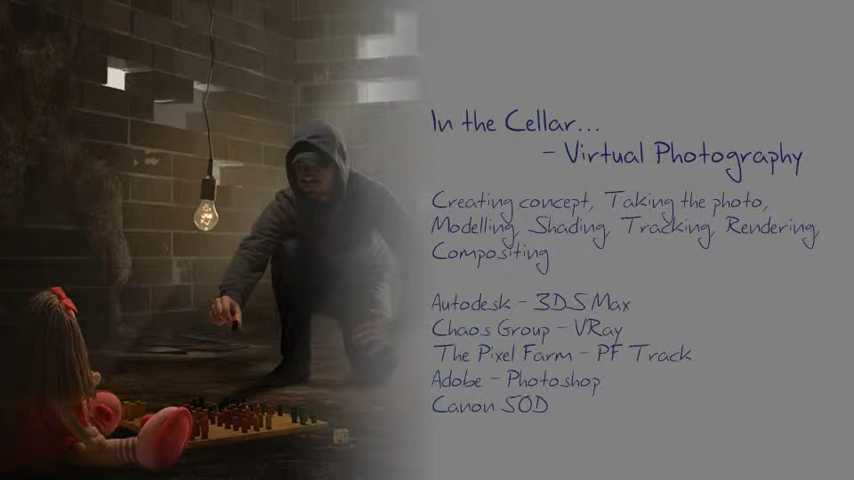 In the Cellar...
- Virtual Photography
Creating concept, Taking the photo,
Modelling, Shading, Tracking, Rendering,
Compositing
Autodesk - 3DS Max
Chaos Group - VRay
The Pixel Farm - PF Track
Adobe - Photoshop
Canon 50D